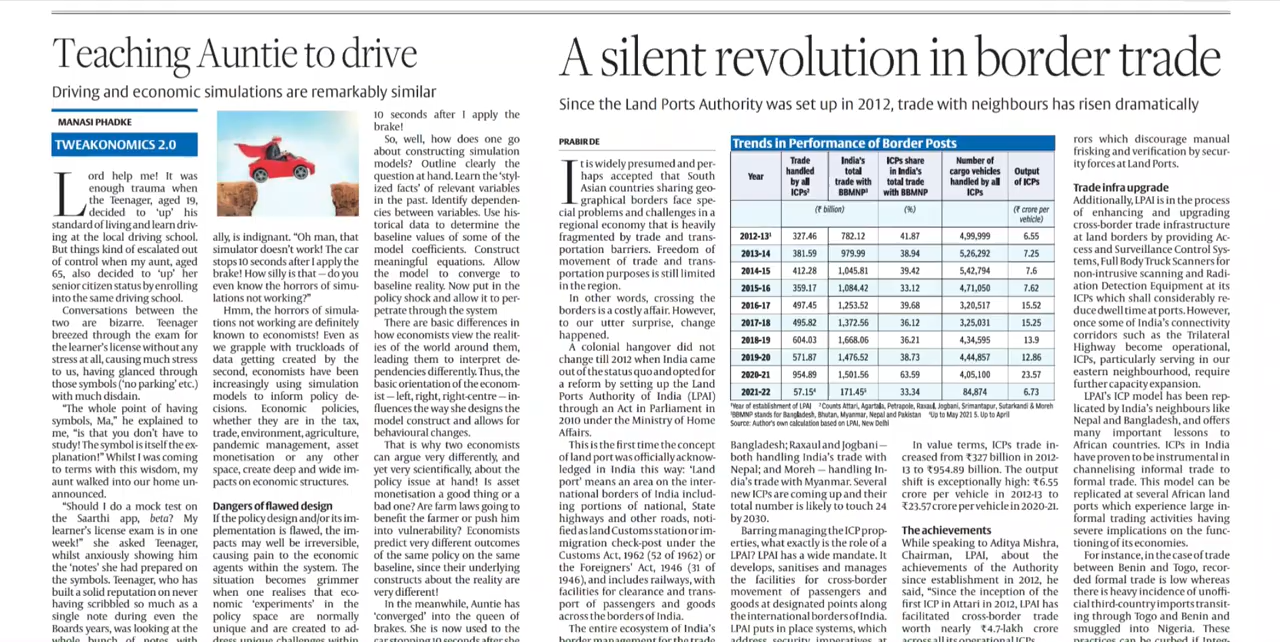 Teaching Auntie to drive
Driving and economic simulations are remarkably similar
MANASI PHADKE
TWEAKONOMICS 2.0
Lord help me! It was
enough trauma when
the Teenager, aged 19,
decided to 'up' his
standard of living and learn driv-
ing at the local driving school.
But things kind of escalated out
of control when my aunt, aged
65, also decided to 'up' her
senior citizen status by enrolling
into the same driving school.
Conversations between the
two are bizarre. Teenager
breezed through the exam for
the learner's license without any
stress at all, causing much stress
to us, having glanced through
those symbols ('no parking' etc.)
with much disdain.
"The whole point of having
symbols, Ma," he explained to
me, "is that you don't have to
study! The symbol is itself the ex-
planation!" Whilst I was coming
to terms with this wisdom, my
aunt walked into our home un-
announced.
"Should I do a mock test on
the Saarthi app, beta? My
learner's license exam is in one
week!" she asked Teenager,
whilst anxiously showing him
the 'notes' she had prepared on
the symbols. Teenager, who has
built a solid reputation on never
having scribbled so much as a
single note during even the
Boards years, was looking at the
whole bunch of notes with
ally, is indignant. "Oh man, that
simulator doesn't work! The car
stops 10 seconds after I apply the
brake! How silly is that – do you
even know the horrors of simu-
lations not working?"
Hmm, the horrors of simula-
tions not working are definitely
known to economists! Even as
we grapple with truckloads of
data getting created by the
second, economists have been
increasingly using simulation
models to inform policy de-
cisions. Economic policies,
whether they are in the tax,
trade, environment, agriculture,
pandemic management, asset
monetisation or any other
space, create deep and wide im-
pacts on economic structures.
Dangers of flawed design
If the policy design and/or its im-
plementation is flawed, the im-
pacts may well be irreversible,
causing pain to the economic
agents within the system. The
situation becomes grimmer
when one realises that eco-
nomic 'experiments' in the
policy space are normally
unique and are created to ad-
dress unique challenges within
10 seconds after I apply the
brake!
So, well, how does one go
about constructing simulation
models? Outline clearly the
question at hand. Learn the 'styl-
ized facts' of relevant variables
in the past. Identify dependen-
cies between variables. Use his-
torical data to determine the
baseline values of some of the
model coefficients. Construct
meaningful equations. Allow
the model to converge to
baseline reality. Now put in the
policy shock and allow it to per-
petrate through the system
There are basic differences in
how economists view the realit-
ies of the world around them,
leading them to interpret de-
pendencies differently. Thus, the
basic orientation of the econom-
ist – left, right, right-centre – in-
fluences the way she designs the
model construct and allows for
behavioural changes.
That is why two economists
can argue very differently, and
yet very scientifically, about the
policy issue at hand! Is asset
monetisation a good thing or a
bad one? Are farm laws going to
benefit the farmer or push him
into vulnerability? Economists
predict very different outcomes
of the same policy on the same
baseline, since their underlying
constructs about the reality are
very different!
In the meanwhile, Auntie has
'converged' into the queen of
brakes. She is now used to the
car stopping 10 seconds after she
A silent revolution in border trade
Since the Land Ports Authority was set up in 2012, trade with neighbours has risen dramatically
PRABIR DE
It is widely presumed and per-
haps accepted that South
Asian countries sharing geo-
graphical borders face spe-
cial problems and challenges in a
regional economy that is heavily
fragmented by trade and trans-
portation barriers. Freedom of
movement of trade and trans-
portation purposes is still limited
in the region.
In other words, crossing the
borders is a costly affair. However,
to our utter surprise, change
happened.
A colonial hangover did not
change till 2012 when India came
out of the status quo and opted for
a reform by setting up the Land
Ports Authority of India (LPAI)
through an Act in Parliament in
2010 under the Ministry of Home
Affairs.
This is the first time the concept
of land port was officially acknow-
ledged in India this way: 'Land
port' means an area on the inter-
national borders of India includ-
ing portions of national, State
highways and other roads, noti-
fied as land Customs station or im-
migration check-post under the
Customs Act, 1962 (52 of 1962) or
the Foreigners' Act, 1946 (31 of
1946), and includes railways, with
facilities for clearance and trans-
port of passengers and goods
across the borders of India.
The entire ecosystem of India's
border management for the trade
Trends in Performance of Border Posts
Year Trade handled by all ICPs² India's total trade with BBMNP³ ICPs share in India's total trade with BBMNP Number of cargo vehicles handled by all ICPs Output of ICPs
(₹ billion) (%) (₹ crore per vehicle)
2012-13¹ 327.46 782.12 41.87 4,99,999 6.55
2013-14 381.59 979.99 38.94 5,26,292 7.25
2014-15 412.28 1,045.81 39.42 5,42,794 7.6
2015-16 359.17 1,084.42 33.12 4,71,050 7.62
2016-17 497.45 1,253.52 39.68 3,20,517 15.52
2017-18 495.82 1,372.56 36.12 3,25,031 15.25
2018-19 604.03 1,668.06 36.21 4,34,595 13.9
2019-20 571.87 1,476.52 38.73 4,44,857 12.86
2020-21 954.89 1,501.56 63.59 4,05,100 23.57
2021-22 57.15⁴ 171.45⁵ 33.34 84,874 6.73
¹Year of establishment of LPAI ²Counts Attari, Agartala, Petrapole, Raxaul, Jogbani, Srimantapur, Sutarkandi & Moreh
³BBMNP stands for Bangladesh, Bhutan, Myanmar, Nepal and Pakistan ⁴Up to May 2021 5. Up to April
Source: Author's own calculation based on LPAI, New Delhi
Bangladesh; Raxaul and Jogbani –
both handling India's trade with
Nepal; and Moreh – handling In-
dia's trade with Myanmar. Several
new ICPs are coming up and their
total number is likely to touch 24
by 2030.
Barring managing the ICP prop-
erties, what exactly is the role of a
LPAI? LPAI has a wide mandate. It
develops, sanitises and manages
the facilities for cross-border
movement of passengers and
goods at designated points along
the international borders of India.
LPAI puts in place systems, which
address security imperatives at
In value terms, ICPs trade in-
creased from ₹327 billion in 2012-
13 to ₹954.89 billion. The output
shift is exceptionally high: ₹6.55
crore per vehicle in 2012-13 to
₹23.57 crore per vehicle in 2020-21.
The achievements
While speaking to Aditya Mishra,
Chairman, LPAI, about the
achievements of the Authority
since establishment in 2012, he
said, "Since the inception of the
first ICP in Attari in 2012, LPAI has
facilitated cross-border trade
worth nearly ₹4.7-lakh crore
across all its operational ICPs
rors which discourage manual
frisking and verification by secur-
ity forces at Land Ports.
Trade infra upgrade
Additionally, LPAI is in the process
of enhancing and upgrading
cross-border trade infrastructure
at land borders by providing Ac-
cess and Surveillance Control Sys-
tems, Full Body Truck Scanners for
non-intrusive scanning and Radi-
ation Detection Equipment at its
ICPs which shall considerably re-
duce dwell time at ports. However,
once some of India's connectivity
corridors such as the Trilateral
Highway become operational,
ICPs, particularly serving in our
eastern neighbourhood, require
further capacity expansion.
LPAI's ICP model has been rep-
licated by India's neighbours like
Nepal and Bangladesh, and offers
many important lessons to
African countries. ICPs in India
have proven to be instrumental in
channelising informal trade to
formal trade. This model can be
replicated at several African land
ports which experience large in-
formal trading activities having
severe implications on the func-
tioning of its economies.
For instance, in the case of trade
between Benin and Togo, recor-
ded formal trade is low whereas
there is heavy incidence of unoffi-
cial third-country imports transit-
ing through Togo and Benin and
smuggled into Nigeria. These
practices can be curbed if Integ-